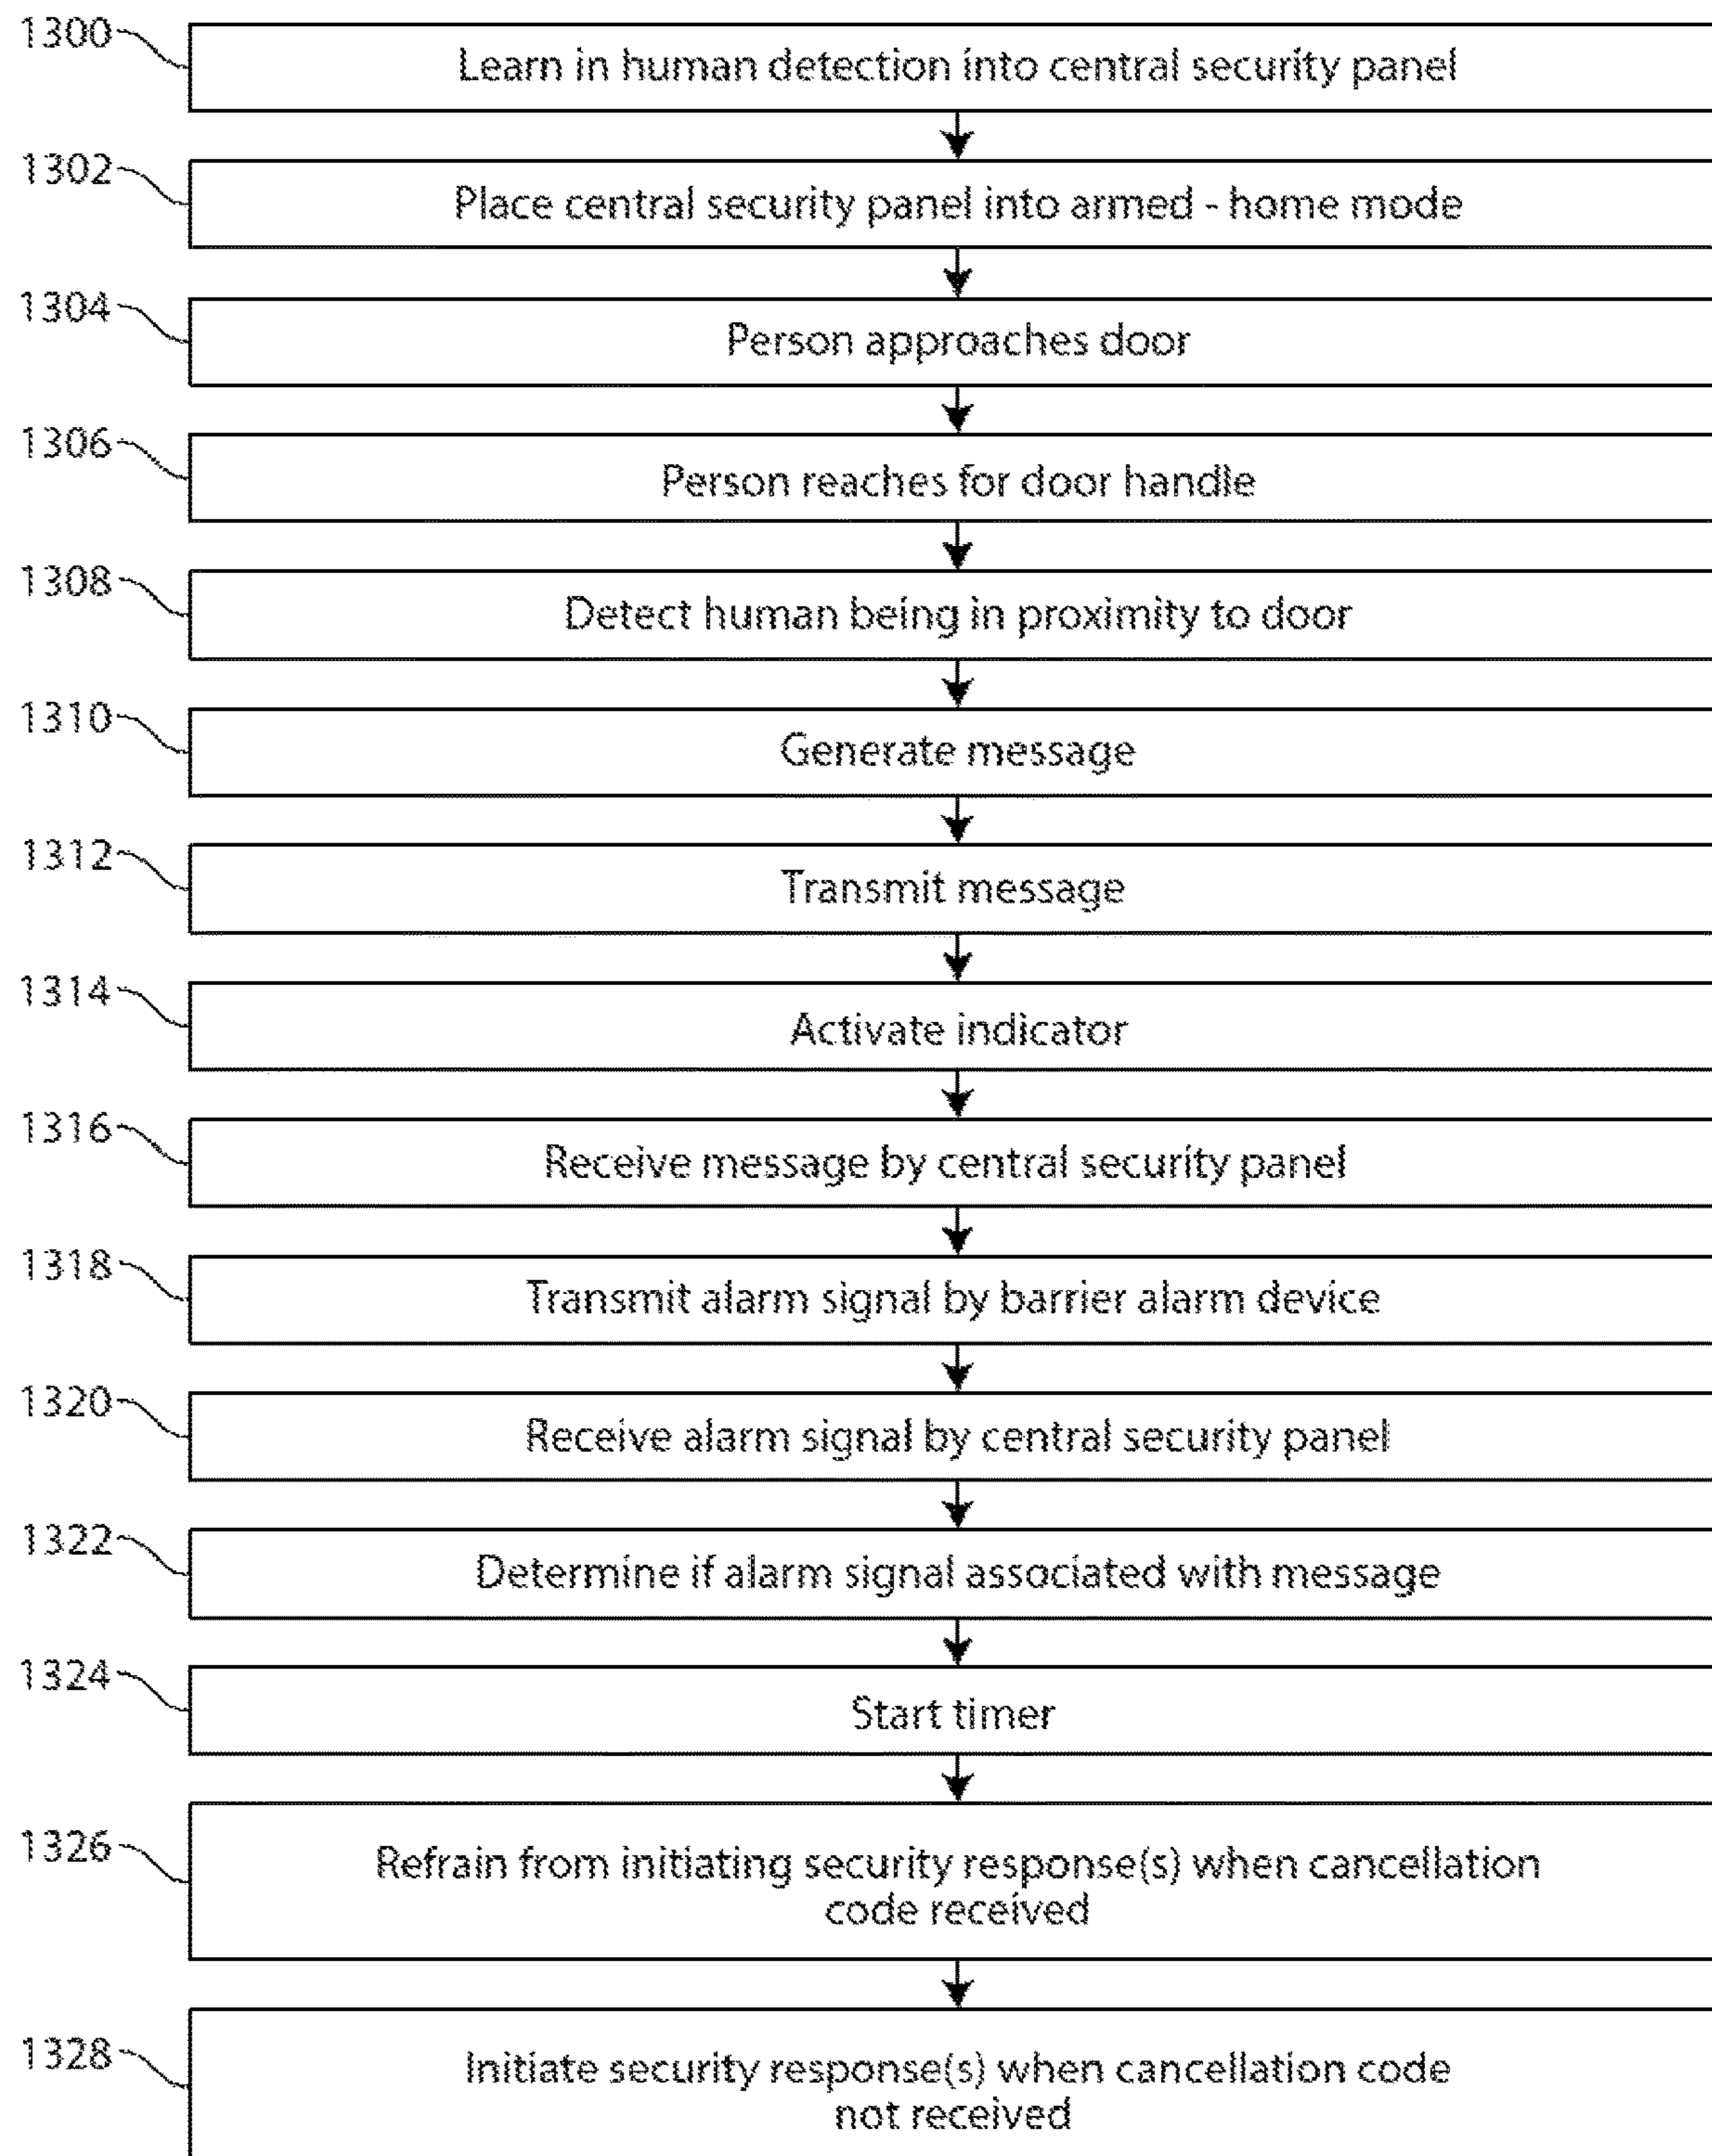 1300
Learn in human detection into central security panel
1302
Place central security panel into armed - home mode
1304
Person approaches door
1306
Person reaches for door handle
1308
Detect human being in proximity to door
1310
Generate message
1312
Transmit message
1314
Activate indicator
1316
Receive message by central security panel
1318
Transmit alarm signal by barrier alarm device
1320
Receive alarm signal by central security panel
1322
Determine if alarm signal associated with message
1324
Start timer
1326
Refrain from initiating security response(s) when cancellation
code received
1328
Initiate security response(s) when cancellation code
not received